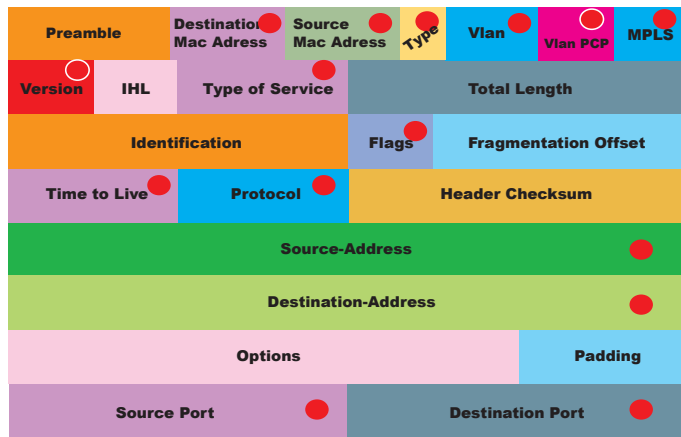 Preamble
Destination
Mac Adress
Source
Mac Adress
Type
Vlan
Vlan PCP
MPLS
Version
IHL
Type of Service
Total Length
Identification
Flags
Fragmentation Offset
Time to Live
Protocol
Header Checksum
Source-Address
Destination-Address
Options
Padding
Source Port
Destination Port